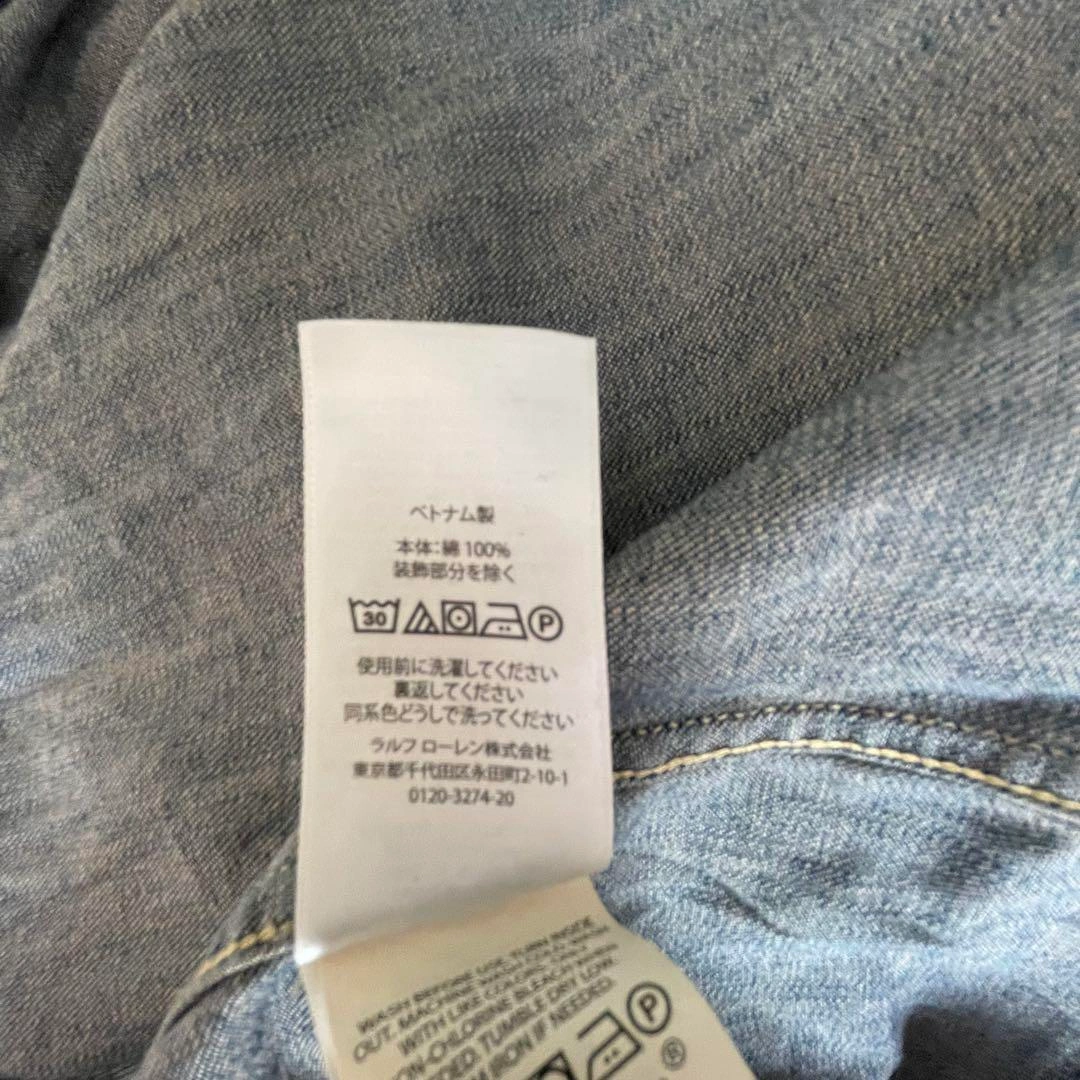 ベトナム製
本体：綿 100%
装飾部分を除く
30 P
使用前に洗濯してください
裏返してください
同系色どうしで洗ってください
ラルフ ローレン株式会社
東京都千代田区永田町2-10-1
0120-3274-20
WASH BEFORE USE. TURN INSIDE
OUT. MACHINE WASH COLD WITH
WITH LIKE COLORS. ONLY
NON-CHLORINE BLEACH WHEN
NEEDED. TUMBLE DRY LOW.
IRON IF NEEDED.
P
®